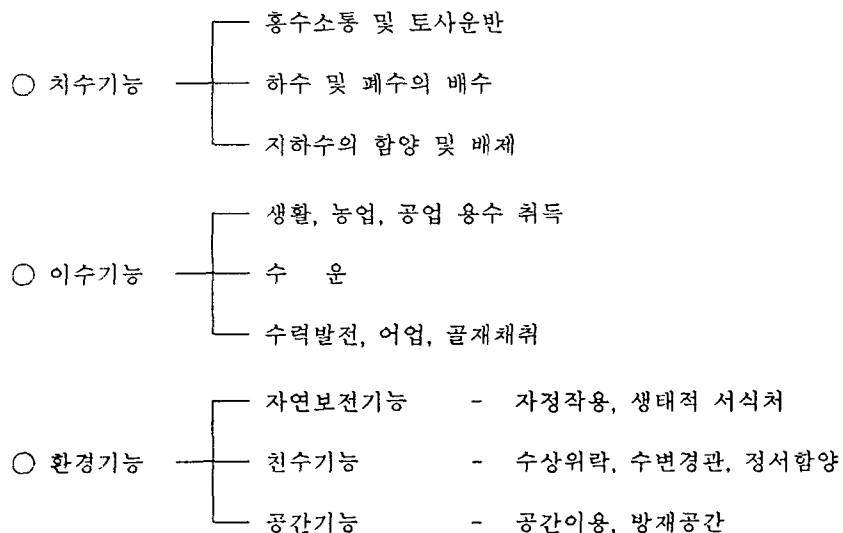 홍수소통 및 토사운반
○ 치수기능 하수 및 폐수의 배수
지하수의 함양 및 배제
생활, 농업, 공업 용수 취득
○ 이수기능 수 운
수력발전, 어업, 골재채취
자연보전기능 - 자정작용, 생태적 서식처
○ 환경기능 친수기능 - 수상위락, 수변경관, 정서함양
공간기능 - 공간이용, 방재공간